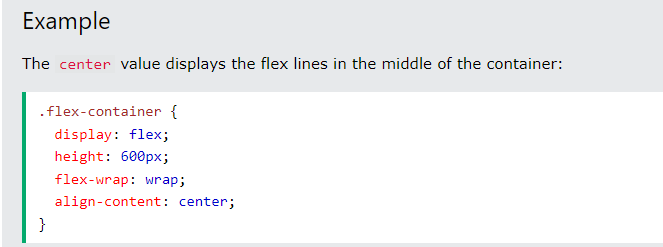 Example
The center value displays the flex lines in the middle of the container:
.flex-container {
  display: flex;
  height: 600px;
  flex-wrap: wrap;
  align-content: center;
}